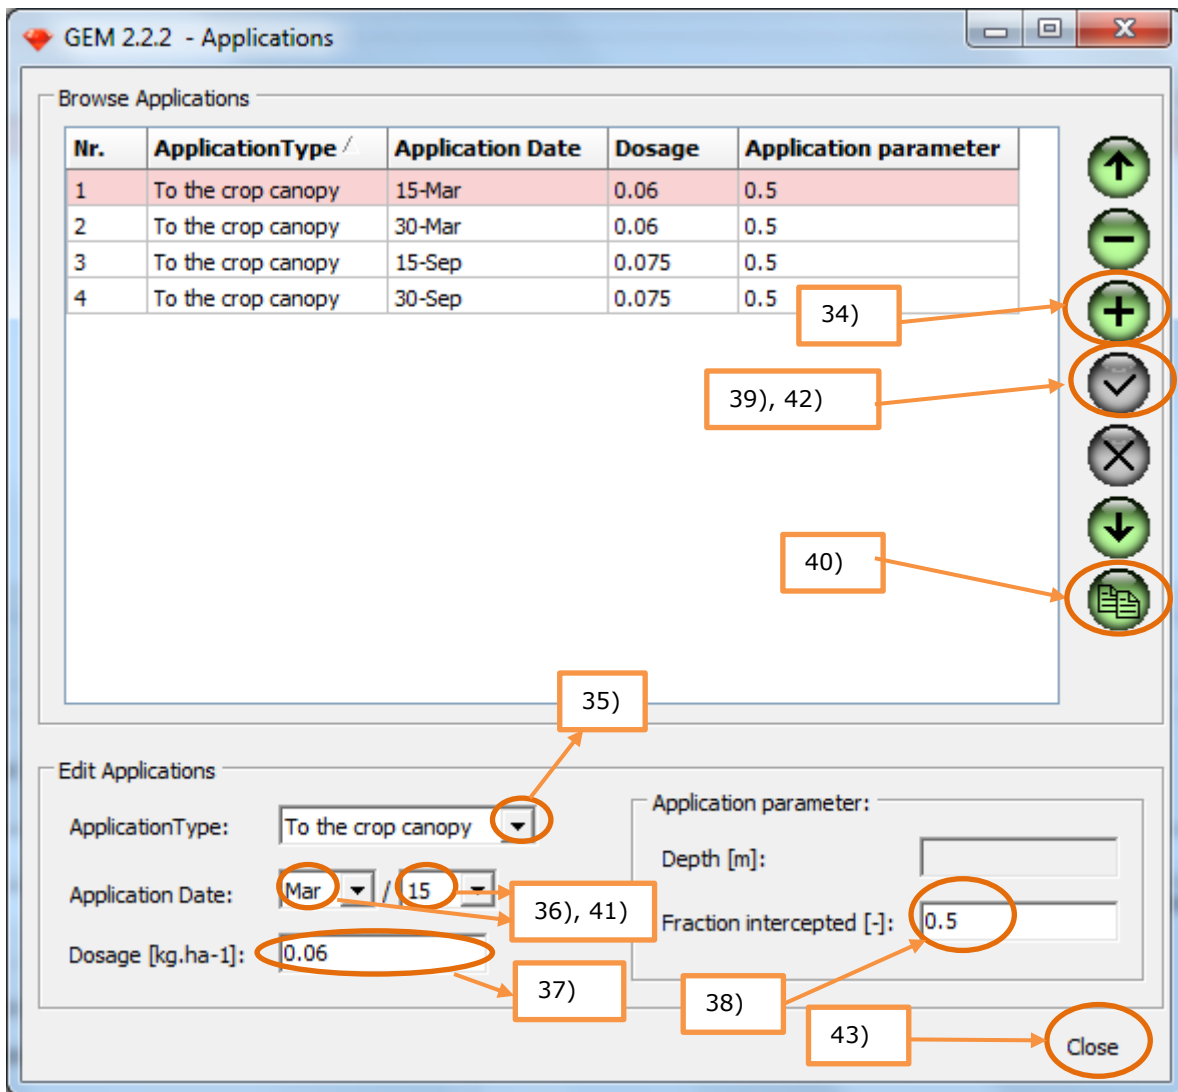 GEM 2.2.2 - Applications
Browse Applications
Nr. ApplicationType Application Date Dosage Application parameter
1 To the crop canopy 15-Mar 0.06 0.5
2 To the crop canopy 30-Mar 0.06 0.5
3 To the crop canopy 15-Sep 0.075 0.5
4 To the crop canopy 30-Sep 0.075 0.5
34)
39), 42)
40)
35)
Edit Applications
ApplicationType: To the crop canopy
Application Date: Mar / 15
36), 41)
Dosage [kg.ha-1]: 0.06
37)
Application parameter:
Depth [m]:
Fraction intercepted [-]: 0.5
38)
43)
Close